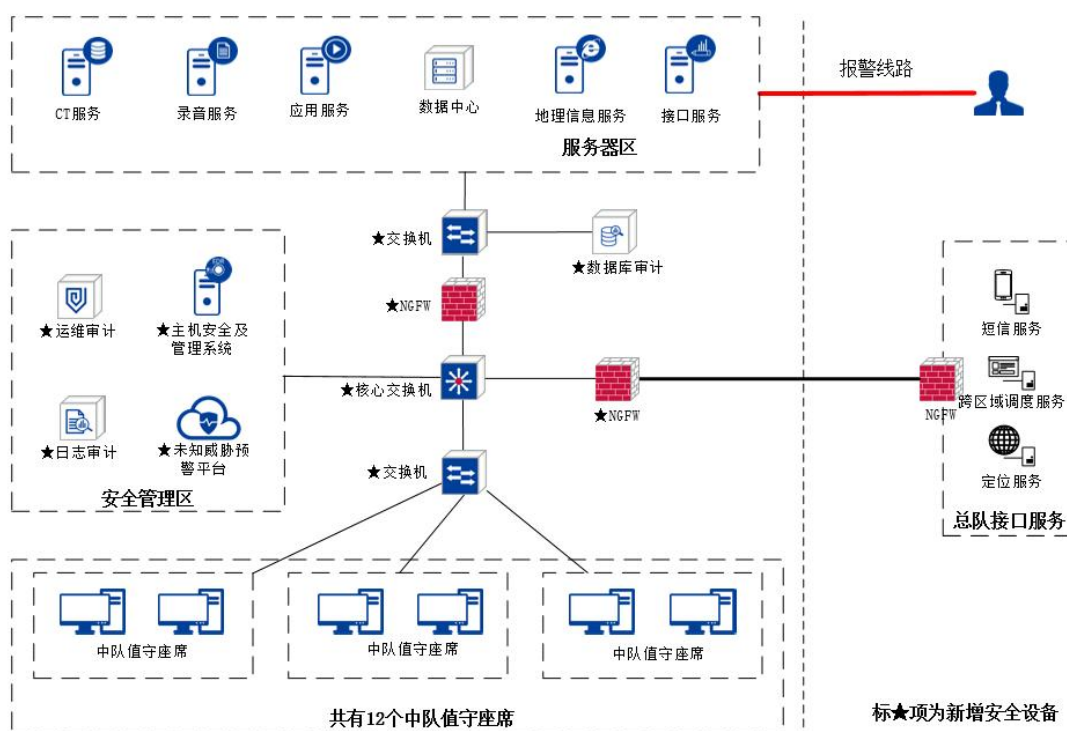 CT服务
录音服务
应用服务
数据中心
地理信息服务
接口服务
服务器区
报警线路
★交换机
★数据库审计
★NGFW
★运维审计
★主机安全及
管理系统
★日志审计
★未知威胁预
警平台
安全管理区
★核心交换机
★NGFW
NGFW
★交换机
短信服务
跨区域调度服务
定位服务
总队接口服务
中队值守座席
中队值守座席
中队值守座席
共有12个中队值守座席
标★项为新增安全设备